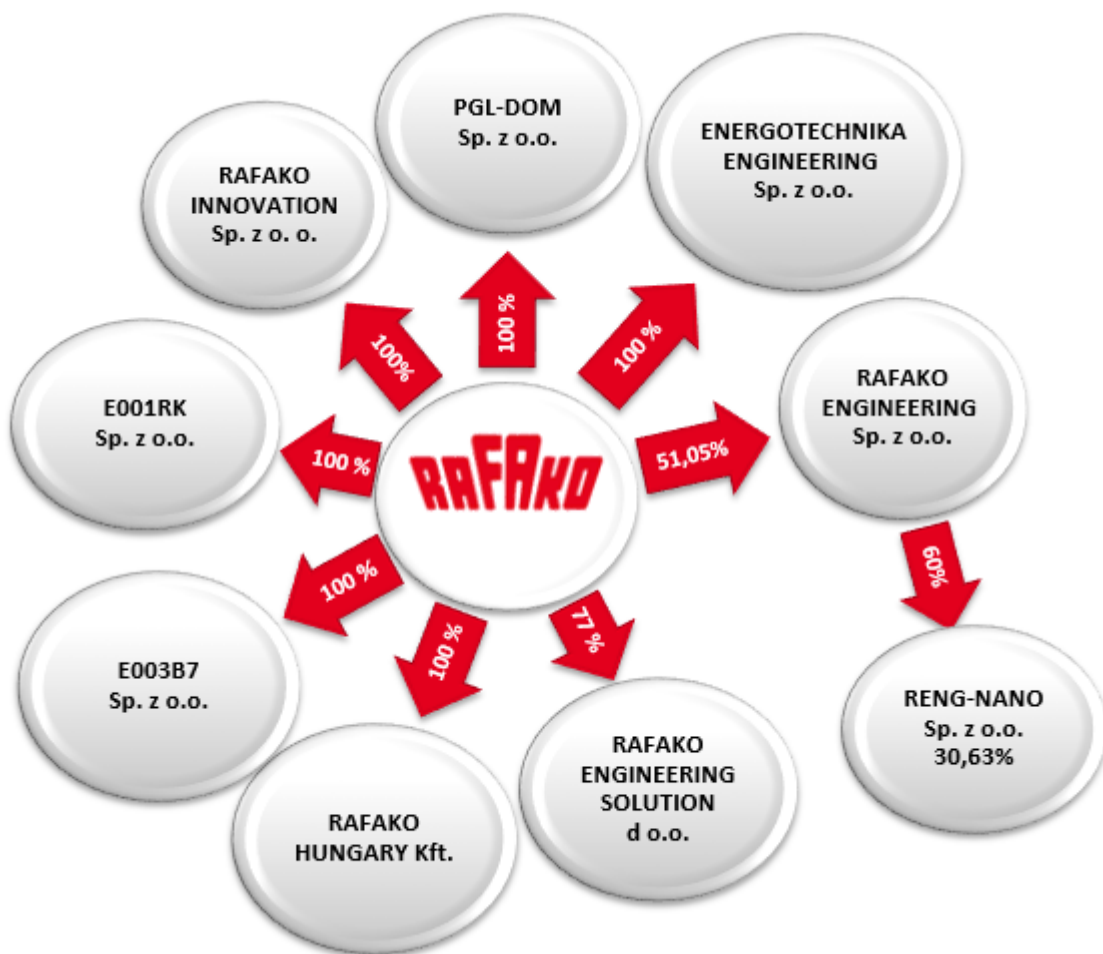 PGL-DOM
Sp. z o.o.
ENERGOTECHNIKA
ENGINEERING
Sp. z o.o.
RAFAKO
INNOVATION
Sp. z o. o.
100 %
100%
100 %
E001RK
Sp. z o.o.
100 %
RAFAKO
51,05%
RAFAKO
ENGINEERING
Sp. z o.o.
60%
100 %
100 %
77 %
E003B7
Sp. z o.o.
RAFAKO
HUNGARY Kft.
RAFAKO
ENGINEERING
SOLUTION
d o.o.
RENG-NANO
Sp. z o.o.
30,63%